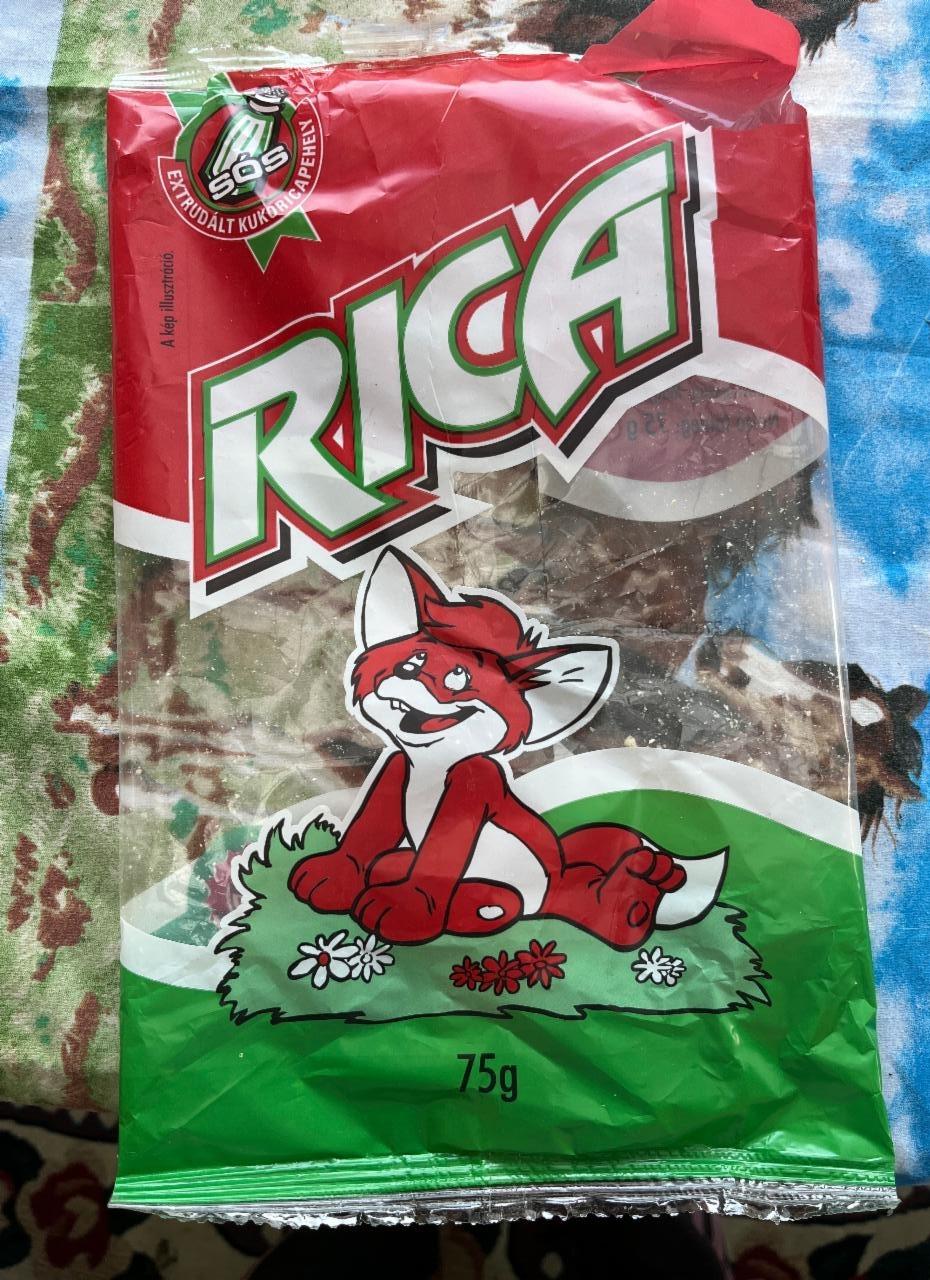 SÓS
EXTRUDÁLT KUKORICAPEHELY
A kép illusztráció.
RICA
75g